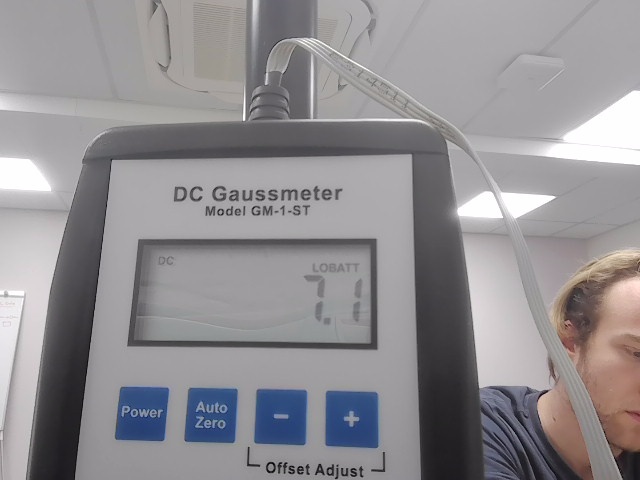 DC Gaussmeter
Model GM-1-ST
DC
LOBATT
7.1
Power
Auto
Zero
-
+
Offset Adjust